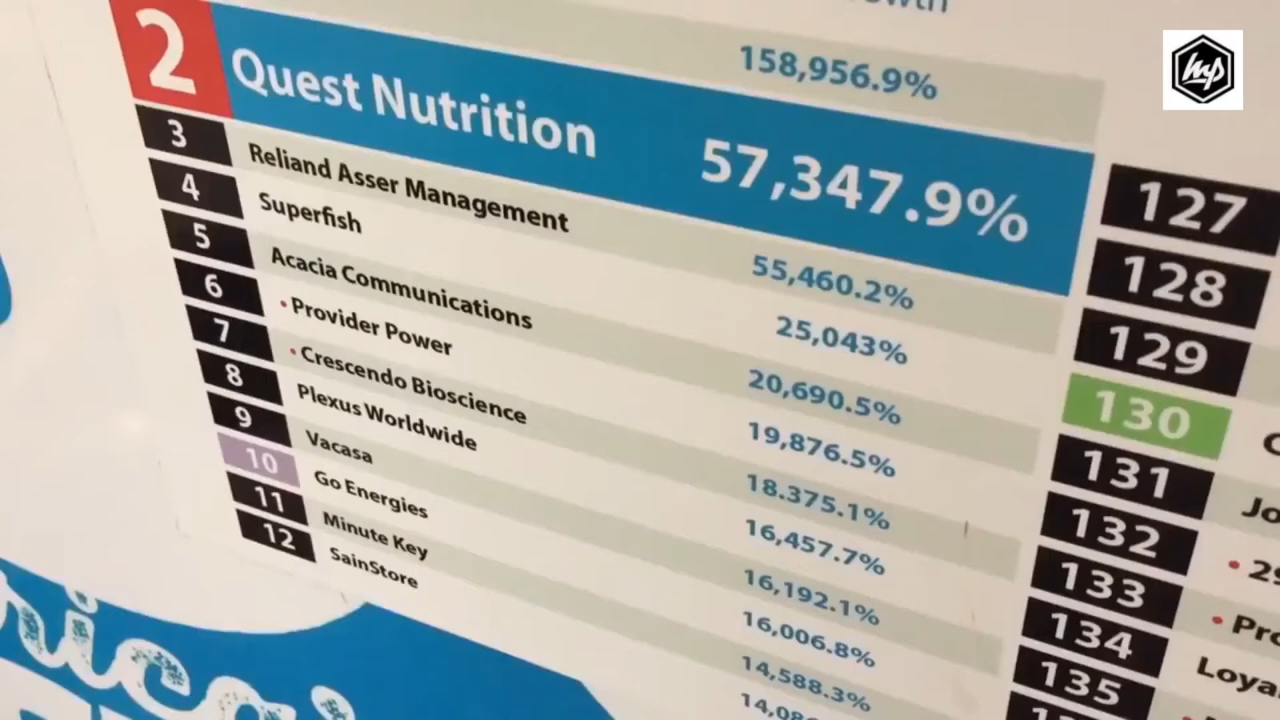 158,956.9%
2 Quest Nutrition 57,347.9%
3 Reliand Asser Management 55,460.2%
4 Superfish 25,043%
5 Acacia Communications 20,690.5%
6 • Provider Power 19,876.5%
7 • Crescendo Bioscience 18.375.1%
8 Plexus Worldwide 16,457.7%
9 Vacasa 16,192.1%
10 Go Energies 16,006.8%
11 Minute Key 14,588.3%
12 SainStore
127
128
129
130
131
132
133
134
135